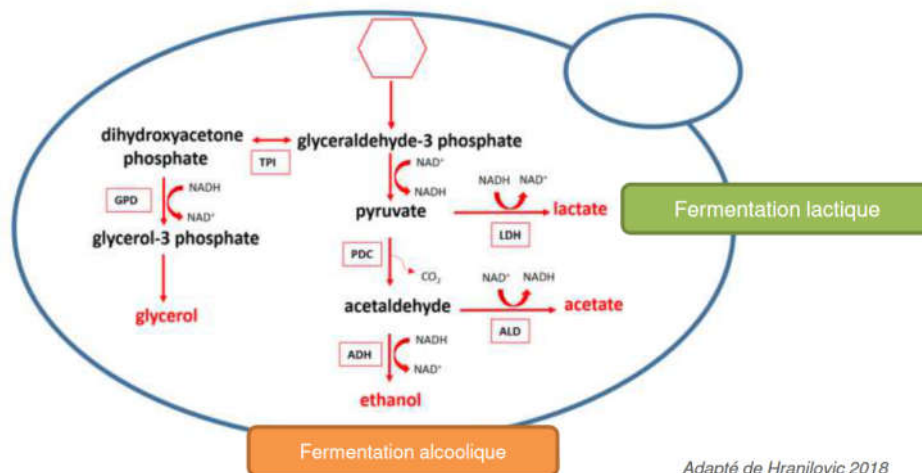 dihydroxyacetone
phosphate
TPI
glyceraldehyde-3 phosphate
GPD
NADH
NAD⁺
NAD⁺
NADH
glycerol-3 phosphate
pyruvate
NADH
NAD⁺
lactate
LDH
Fermentation lactique
PDC
CO₂
glycerol
acetaldehyde
NAD⁺
NADH
acetate
ALD
ADH
NADH
NAD⁺
ethanol
Fermentation alcoolique
Adapté de Hranilovic 2018